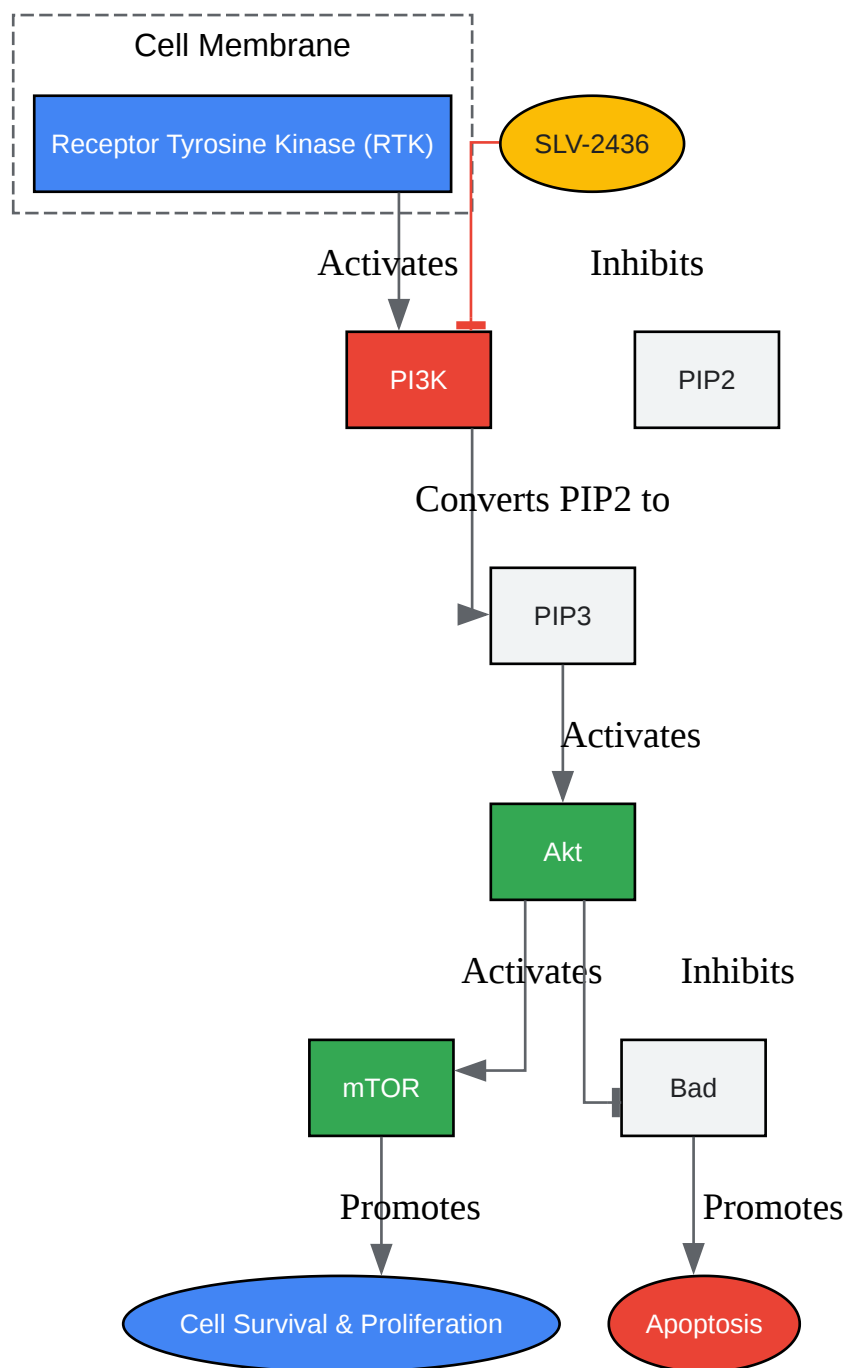 Cell Membrane
Receptor Tyrosine Kinase (RTK)
SLV-2436
Activates
Inhibits
PI3K
PIP2
Converts PIP2 to
PIP3
Activates
Akt
Activates
Inhibits
mTOR
Bad
Promotes
Promotes
Cell Survival & Proliferation
Apoptosis